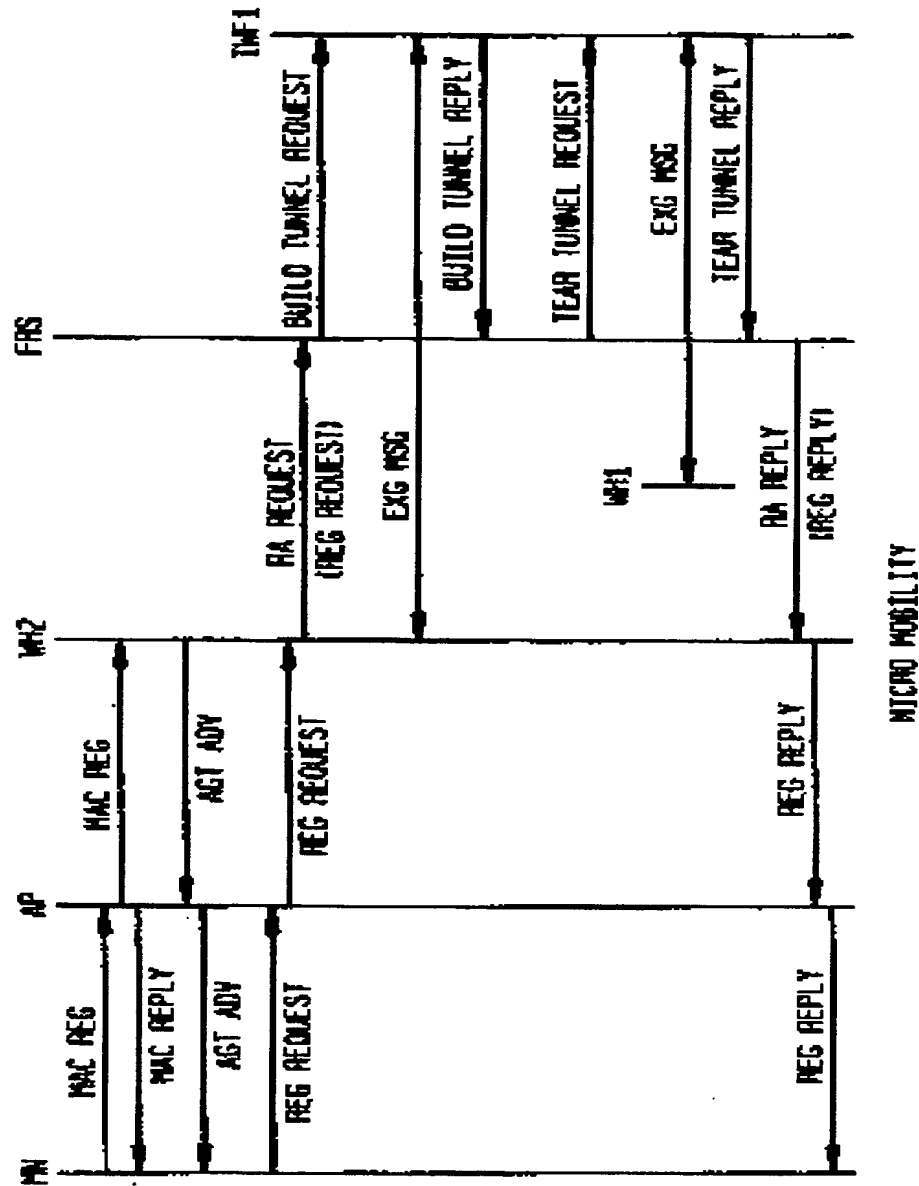 MN
AP
WH2
FRS
IWF1
MAC REG
MAC REG
MAC REPLY
AGT ADV
AGT ADV
REG REQUEST
REG REQUEST
RA REQUEST
(REG REQUEST)
BUILD TUNNEL REQUEST
EXG MSG
BUILD TUNNEL REPLY
TEAR TUNNEL REQUEST
WH1
EXG MSG
TEAR TUNNEL REPLY
RA REPLY
(REG REPLY)
REG REPLY
REG REPLY
MICRO MOBILITY